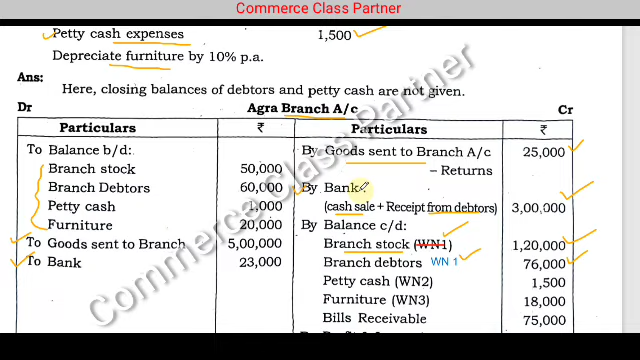 Commerce Class Partner
Petty cash expenses 1,500
Depreciate furniture by 10% p.a.
Ans:
Here, closing balances of debtors and petty cash are not given.
Dr Agra Branch A/c Cr
Particulars ₹ Particulars ₹
To Balance b/d: By Goods sent to Branch A/c 25,000
Branch stock 50,000 – Returns
Branch Debtors 60,000 By Bank
Petty cash 1,000 (cash sale + Receipt from debtors) 3,00,000
Furniture 20,000 By Balance c/d:
To Goods sent to Branch 5,00,000 Branch stock (WN1) 1,20,000
To Bank 23,000 Branch debtors WN 1 76,000
Petty cash (WN2) 1,500
Furniture (WN3) 18,000
Bills Receivable 75,000
Commerce Class Partner